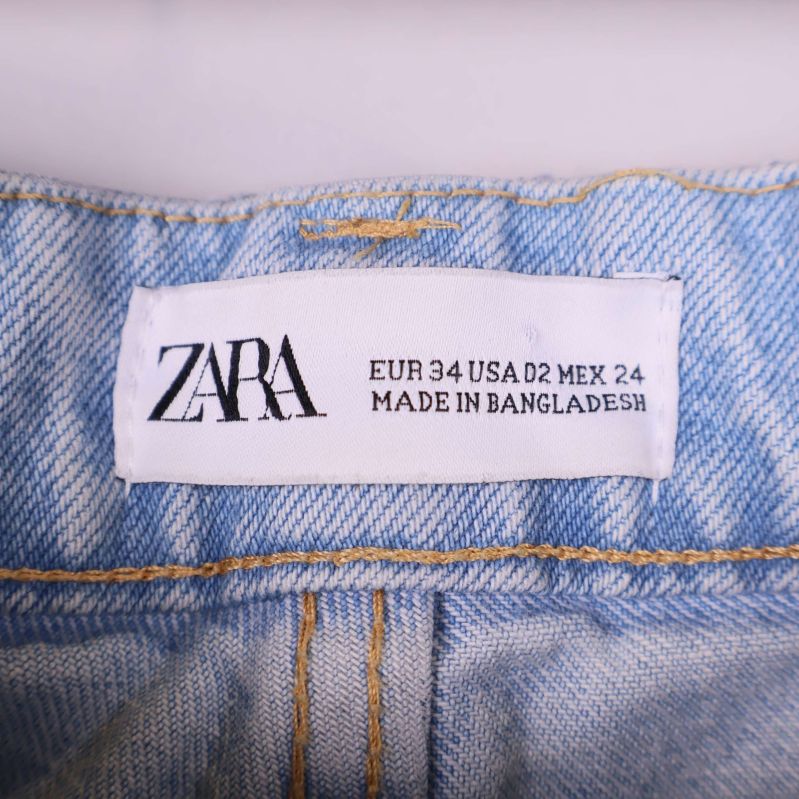 ZARA
EUR 34 USA 02 MEX 24
MADE IN BANGLADESH